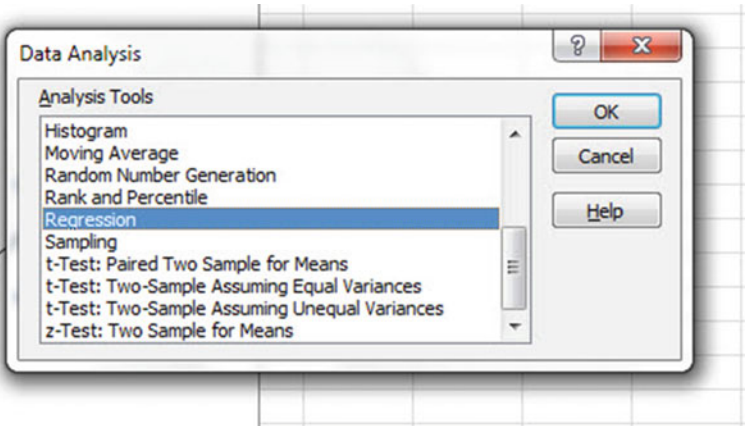 Data Analysis
Analysis Tools
Histogram
Moving Average
Random Number Generation
Rank and Percentile
Regression
Sampling
t-Test: Paired Two Sample for Means
t-Test: Two-Sample Assuming Equal Variances
t-Test: Two-Sample Assuming Unequal Variances
z-Test: Two Sample for Means
OK
Cancel
Help